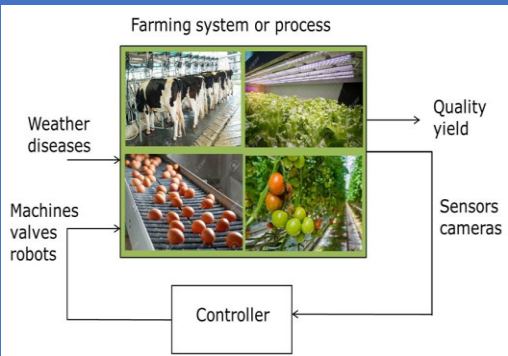 Farming system or process
Weather
diseases
Quality
yield
Machines
valves
robots
Sensors
cameras
Controller